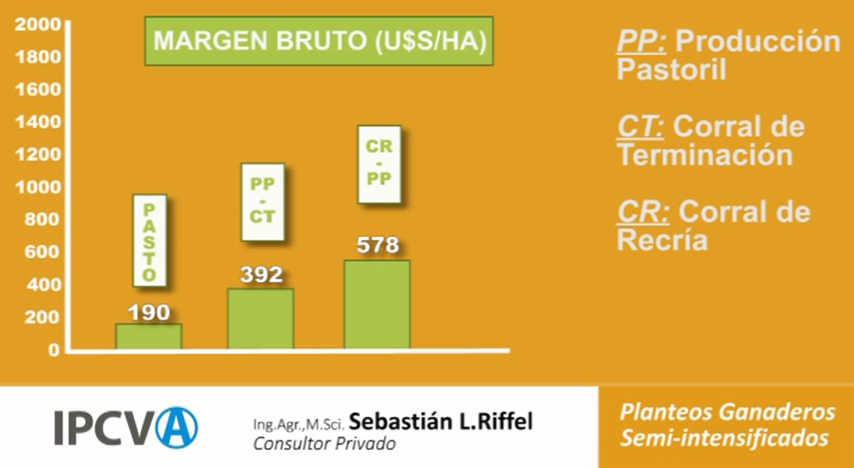 2000
1800
1600
1400
1200
1000
800
600
400
200
0
MARGEN BRUTO (U$S/HA)
PASTO
190
PP
-
CT
392
CR
-
PP
578
PP: Producción
Pastoril
CT: Corral de
Terminación
CR: Corral de
Recría
IPCVA
Ing.Agr.,M.Sci. Sebastián L.Riffel
Consultor Privado
Planteos Ganaderos
Semi-intensificados